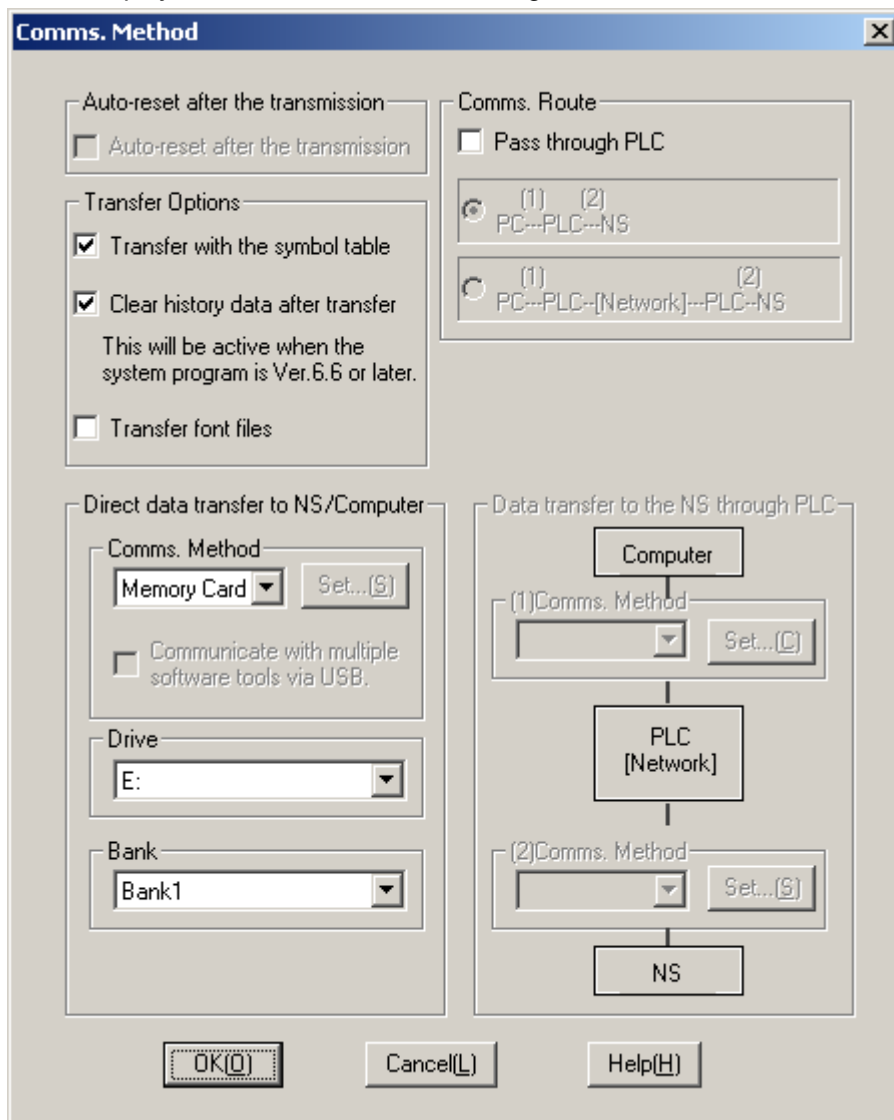 Comms. Method
Auto-reset after the transmission
Auto-reset after the transmission
Transfer Options
Transfer with the symbol table
Clear history data after transfer
This will be active when the
system program is Ver.6.6 or later.
Transfer font files
Comms. Route
Pass through PLC
(1) (2)
PC---PLC---NS
(1) (2)
PC---PLC--[Network]---PLC--NS
Direct data transfer to NS/Computer
Comms. Method
Memory Card
Set...(S)
Communicate with multiple
software tools via USB.
Drive
E:
Bank
Bank1
Data transfer to the NS through PLC
Computer
(1)Comms. Method
Set...(C)
PLC
[Network]
(2)Comms. Method
Set...(S)
NS
OK(O)
Cancel(L)
Help(H)